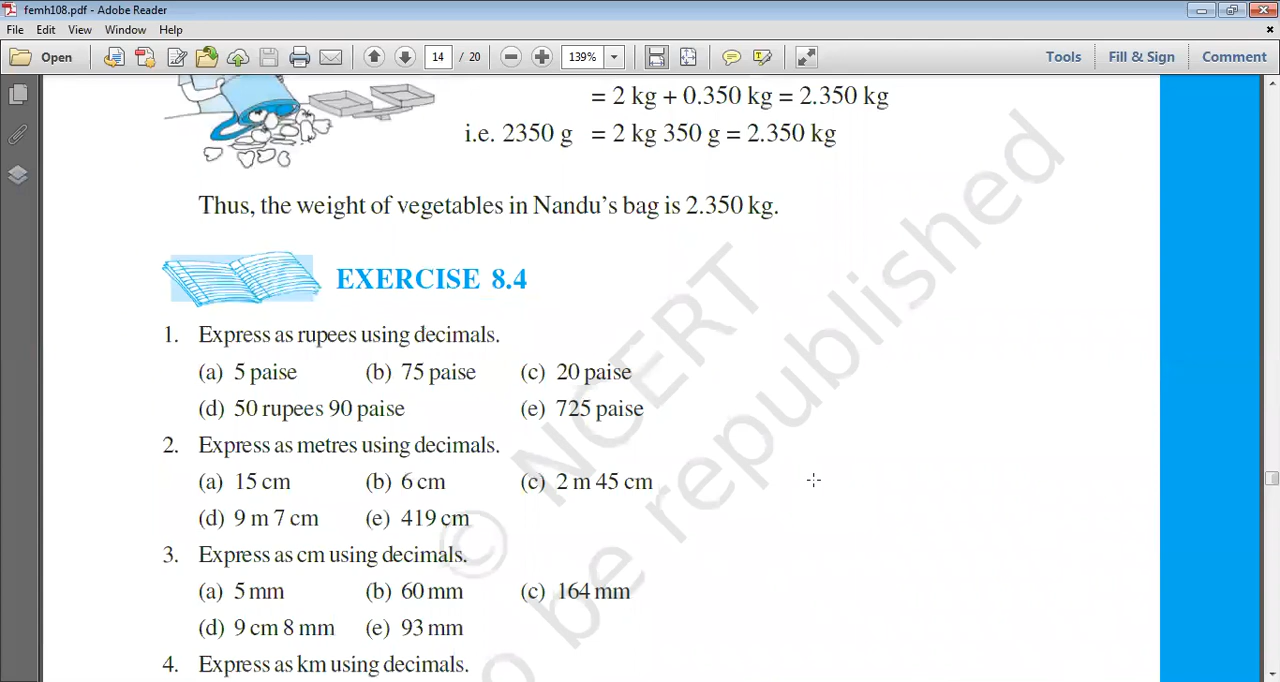 femh108.pdf - Adobe Reader
File Edit View Window Help
Open 14 / 20 139% Tools Fill & Sign Comment
= 2 kg + 0.350 kg = 2.350 kg
i.e. 2350 g = 2 kg 350 g = 2.350 kg
Thus, the weight of vegetables in Nandu’s bag is 2.350 kg.
EXERCISE 8.4
1. Express as rupees using decimals.
(a) 5 paise (b) 75 paise (c) 20 paise
(d) 50 rupees 90 paise (e) 725 paise
2. Express as metres using decimals.
(a) 15 cm (b) 6 cm (c) 2 m 45 cm
(d) 9 m 7 cm (e) 419 cm
3. Express as cm using decimals.
(a) 5 mm (b) 60 mm (c) 164 mm
(d) 9 cm 8 mm (e) 93 mm
4. Express as km using decimals.
© NCERT
o be republished